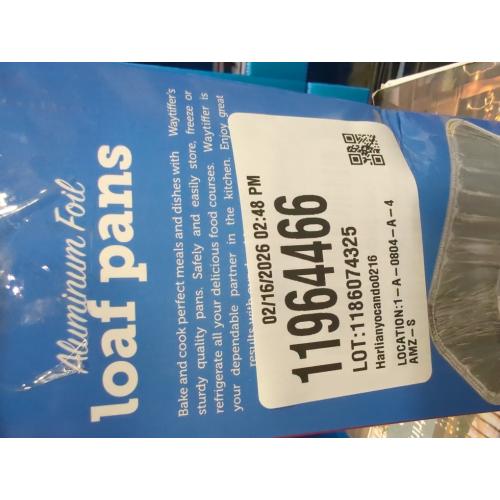 Aluminum Foil
loaf pans
Bake and cook perfect meals and dishes with Waytiffer's
sturdy quality pans. Safely and easily store, freeze or
refrigerate all your delicious food courses. Waytiffer is
your dependable partner in the kitchen. Enjoy great
results with
02/16/2026 02:48 PM
11964466
LOT:1186074325
Harlianyocando0216
LOCATION:1-A-0804-A-4
AMZ-S